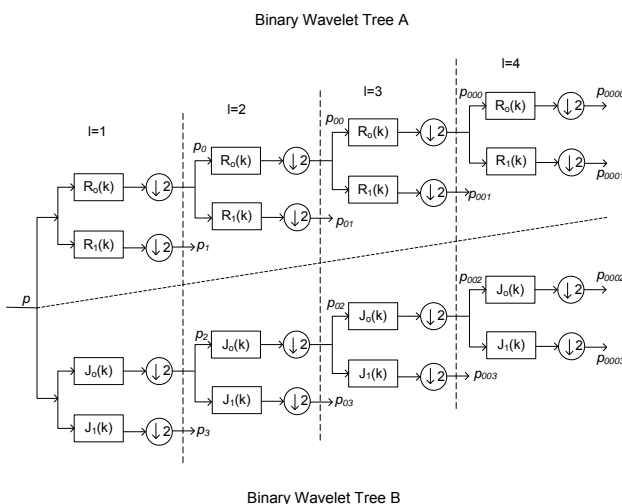 Binary Wavelet Tree A
l=1
l=2
l=3
l=4
p
R₀(k)
↓2
R₁(k)
↓2
p₁
p₀
R₀(k)
↓2
R₁(k)
↓2
p₀₁
p₀₀
R₀(k)
↓2
R₁(k)
↓2
p₀₀₁
p₀₀₀
R₀(k)
↓2
p₀₀₀₀
R₁(k)
↓2
p₀₀₀₁
J₀(k)
↓2
J₁(k)
↓2
p₃
p₂
J₀(k)
↓2
J₁(k)
↓2
p₀₃
p₀₂
J₀(k)
↓2
J₁(k)
↓2
p₀₀₃
p₀₀₂
J₀(k)
↓2
p₀₀₀₂
J₁(k)
↓2
p₀₀₀₃
Binary Wavelet Tree B